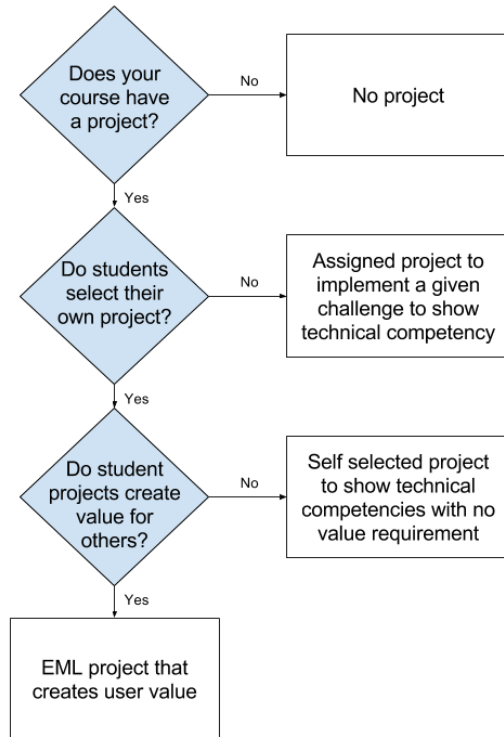 Does your
course have
a project?
No
No project
Yes
Do students
select their
own project?
No
Assigned project to
implement a given
challenge to show
technical competency
Yes
Do student
projects create
value for
others?
No
Self selected project
to show technical
competencies with no
value requirement
Yes
EML project that
creates user value